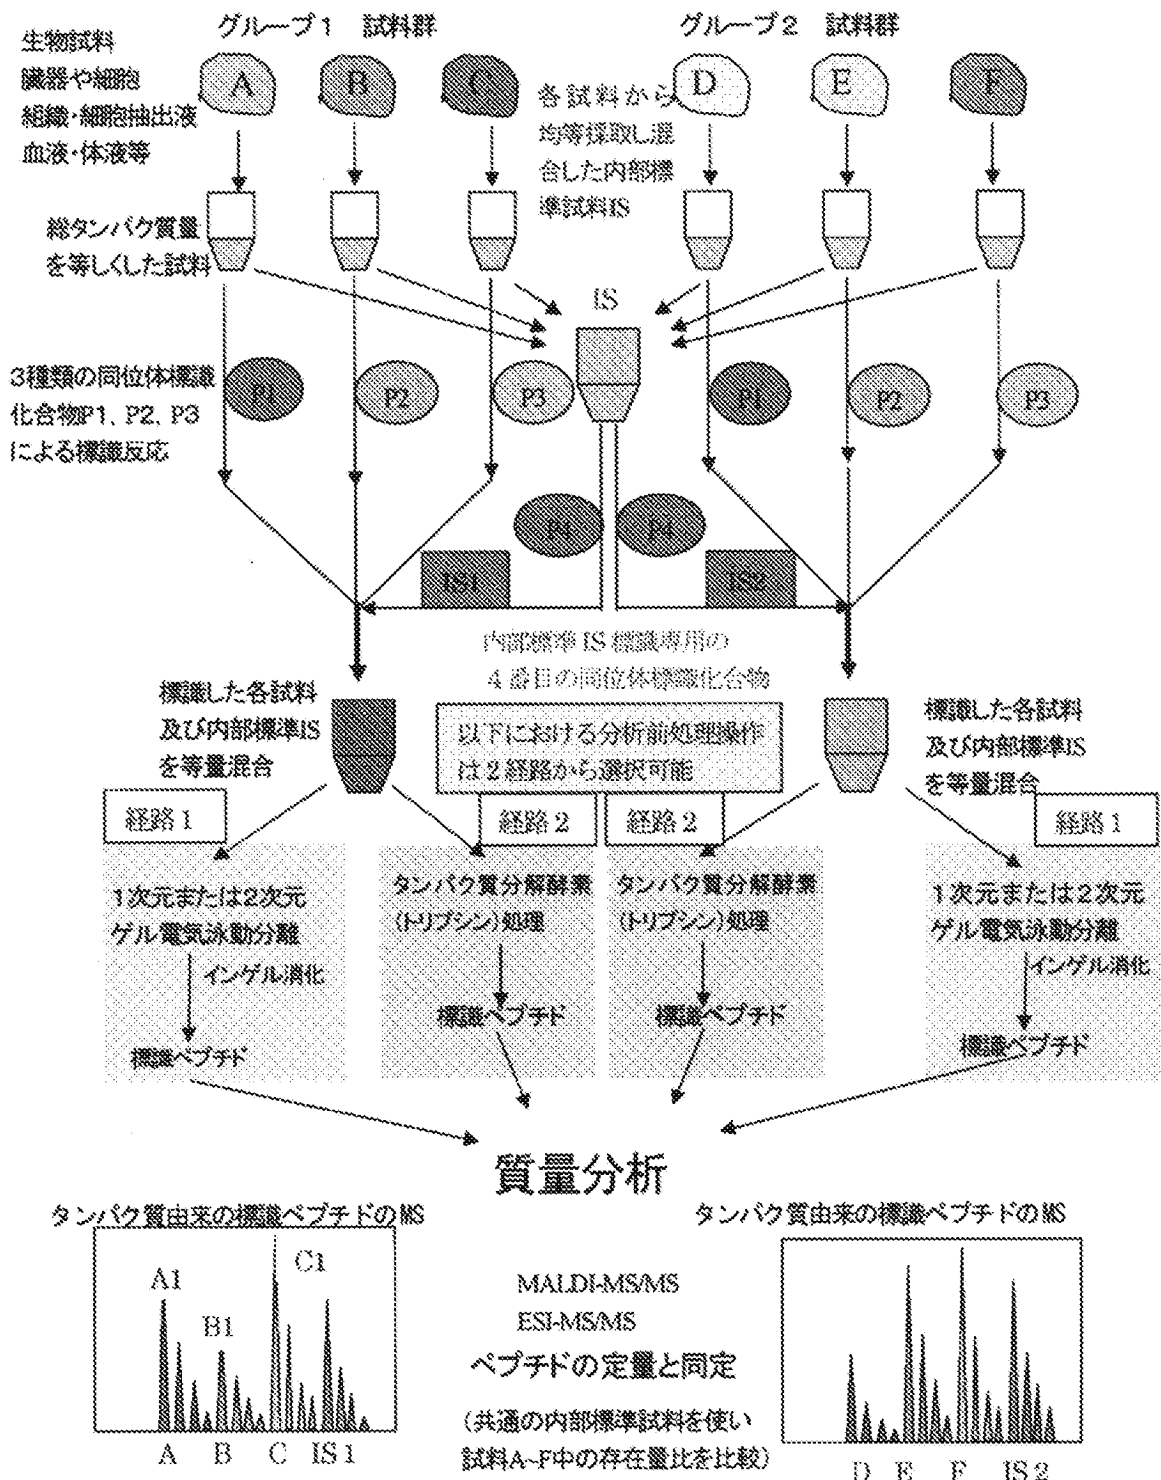 グループ1 試料群
グループ2 試料群
生物試料
臓器や細胞
組織・細胞抽出液
血液・体液等
A
B
C
D
E
F
各試料から
均等採取し混
合した内部標
準試料IS
総タンパク質量
を等しくした試料
IS
3種類の同位体標識
化合物P1、P2、P3
による標識反応
P1
P2
P3
P1
P2
P3
P4
P4
IS1
IS2
内部標準 IS 標識専用の
4番目の同位体標識化合物
標識した各試料
及び内部標準IS
を等量混合
以下における分析前処理操作
は2経路から選択可能
標識した各試料
及び内部標準IS
を等量混合
経路1
経路2
経路2
経路1
1次元または2次元
ゲル電気泳動分離
インゲル消化
標識ペプチド
タンパク質分解酵素
(トリプシン)処理
標識ペプチド
タンパク質分解酵素
(トリプシン)処理
標識ペプチド
1次元または2次元
ゲル電気泳動分離
インゲル消化
標識ペプチド
質量分析
タンパク質由来の標識ペプチドのMS
タンパク質由来の標識ペプチドのMS
A1
B1
C1
A B C IS 1
MALDI-MS/MS
ESI-MS/MS
ペプチドの定量と同定
(共通の内部標準試料を使い
試料A~F中の存在量比を比較)
D E F IS 2